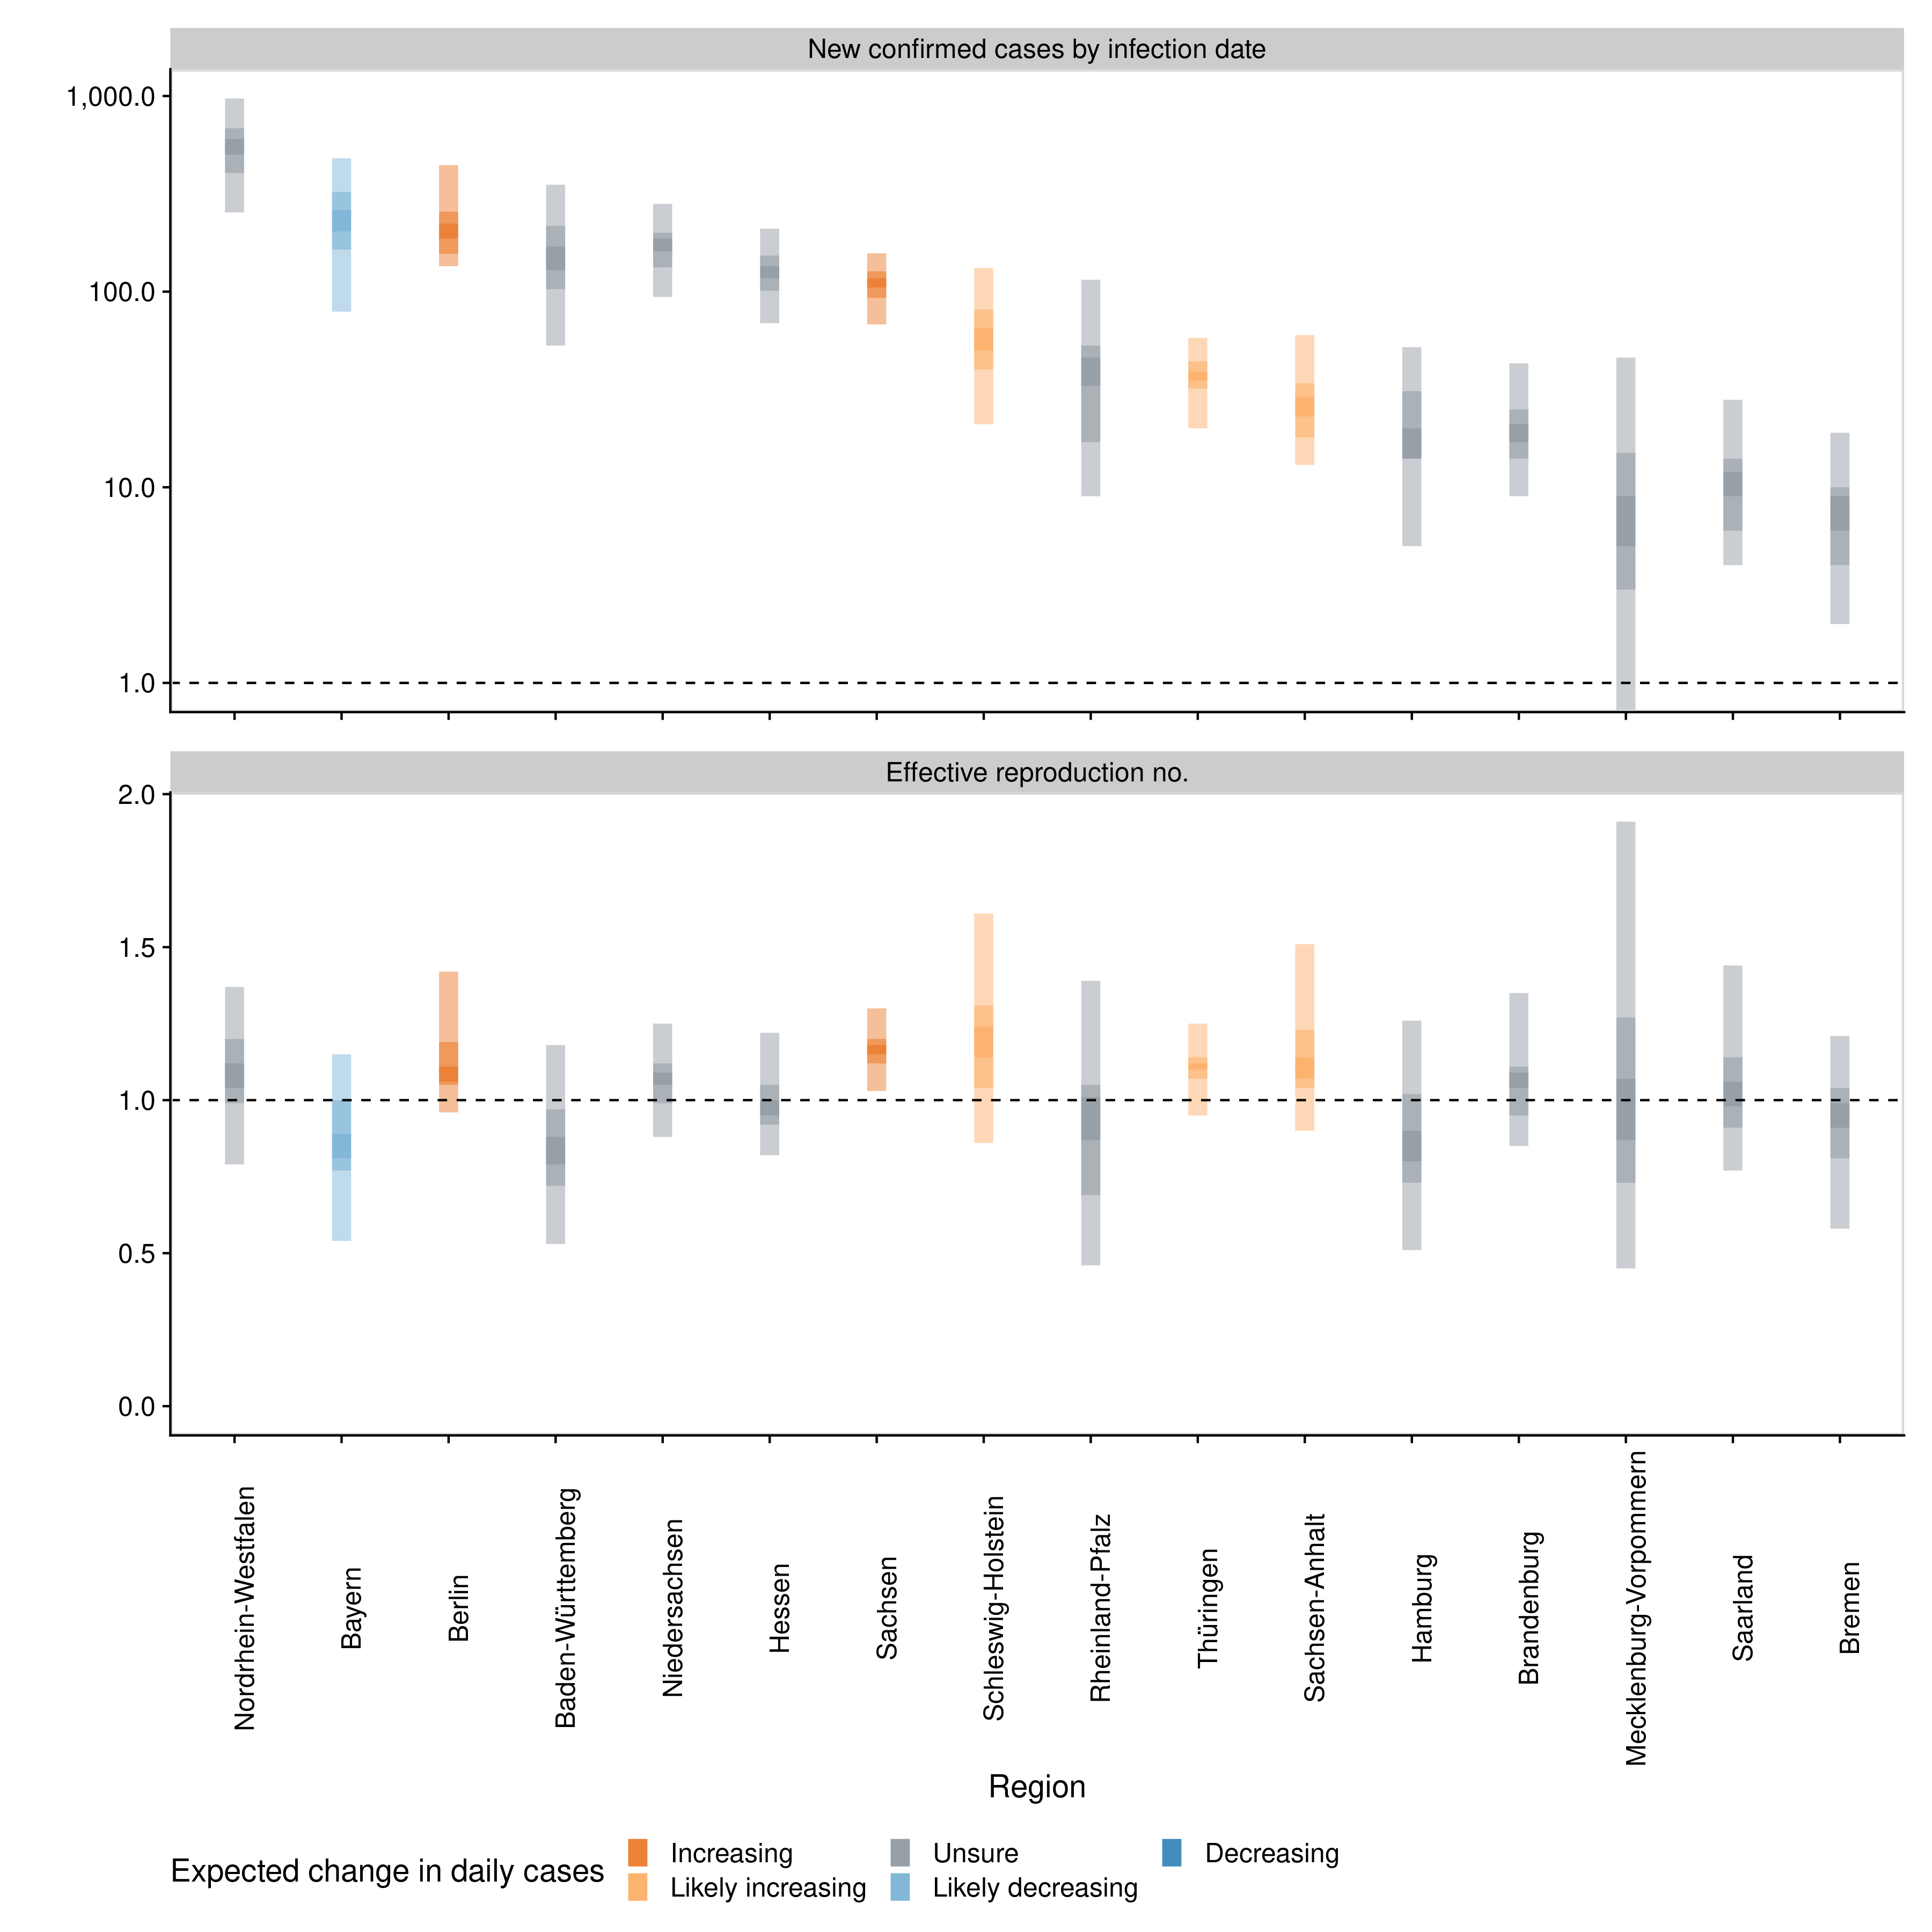 New confirmed cases by infection date
1,000.0
100.0
10.0
1.0
Effective reproduction no.
2.0
1.5
1.0
0.5
0.0
Nordrhein-Westfalen
Bayern
Berlin
Baden-Württemberg
Niedersachsen
Hessen
Sachsen
Schleswig-Holstein
Rheinland-Pfalz
Thüringen
Sachsen-Anhalt
Hamburg
Brandenburg
Mecklenburg-Vorpommern
Saarland
Bremen
Region
Expected change in daily cases
Increasing
Likely increasing
Unsure
Likely decreasing
Decreasing